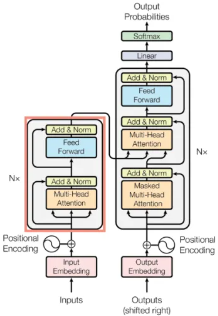 Output
Probabilities
Softmax
Linear
Add & Norm
Feed
Forward
Add & Norm
Multi-Head
Attention
Nx
Add & Norm
Masked
Multi-Head
Attention
Add & Norm
Feed
Forward
Nx
Add & Norm
Multi-Head
Attention
Positional
Encoding
Positional
Encoding
Input
Embedding
Output
Embedding
Inputs
Outputs
(shifted right)